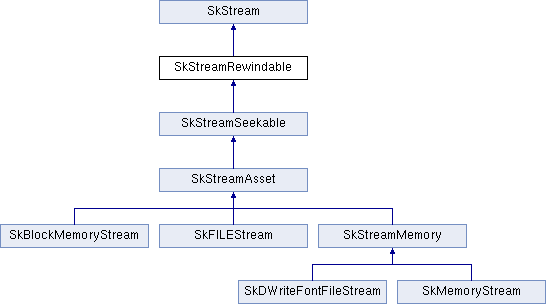 SkStream
SkStreamRewindable
SkStreamSeekable
SkStreamAsset
SkBlockMemoryStream
SkFILEStream
SkStreamMemory
SkDWriteFontFileStream
SkMemoryStream